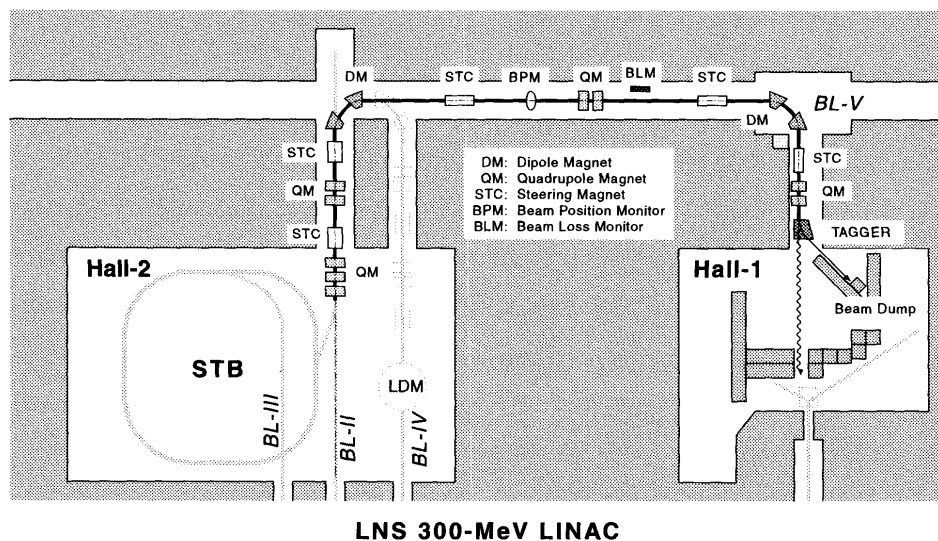 DM
STC
BPM
QM
BLM
STC
BL-V
DM
STC
STC
QM
QM
STC
TAGGER
DM: Dipole Magnet
QM: Quadrupole Magnet
STC: Steering Magnet
BPM: Beam Position Monitor
BLM: Beam Loss Monitor
Hall-2
QM
Hall-1
Beam Dump
STB
LDM
BL-III
BL-II
BL-IV
LNS 300-MeV LINAC